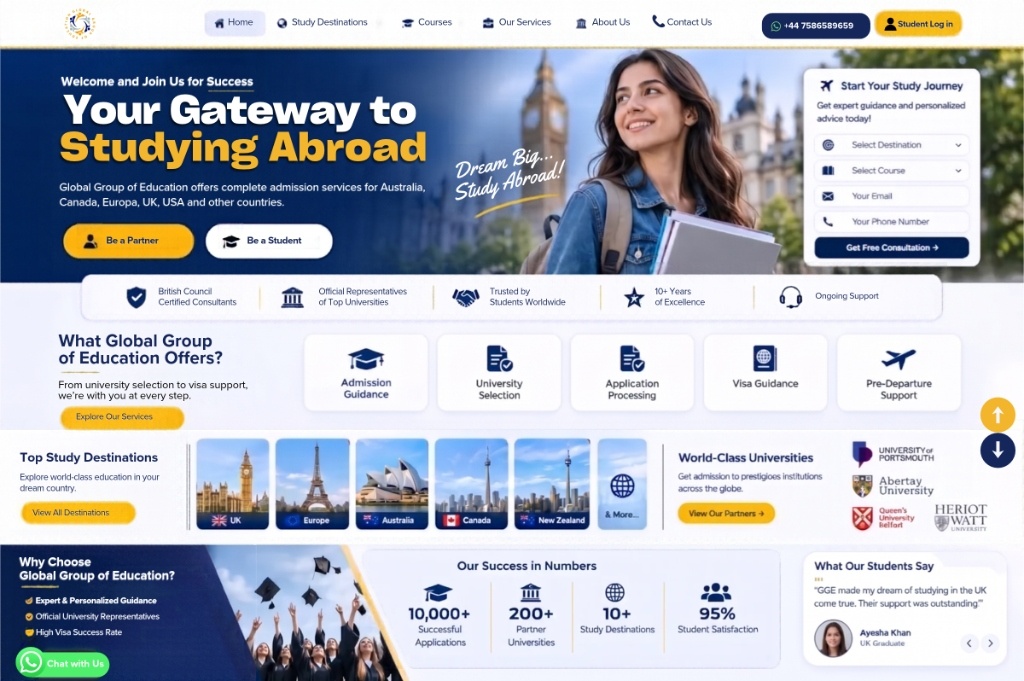 Home
Study Destinations
Courses
Our Services
About Us
Contact Us
+44 7586589659
Student Log in
Welcome and Join Us for Success
Your Gateway to
Studying Abroad
Global Group of Education offers complete admission services for Australia,
Canada, Europa, UK, USA and other countries.
Be a Partner
Be a Student
Dream Big...
Study Abroad!
Start Your Study Journey
Get expert guidance and personalized
advice today!
Select Destination
Select Course
Your Email
Your Phone Number
Get Free Consultation →
British Council
Certified Consultants
Official Representatives
of Top Universities
Trusted by
Students Worldwide
10+ Years
of Excellence
Ongoing Support
What Global Group
of Education Offers?
From university selection to visa support,
we're with you at every step.
Explore Our Services
Admission
Guidance
University
Selection
Application
Processing
Visa Guidance
Pre-Departure
Support
Top Study Destinations
Explore world-class education in your
dream country.
View All Destinations
UK
Europe
Australia
Canada
New Zealand
& More...
World-Class Universities
Get admission to prestigious institutions
across the globe.
View Our Partners →
UNIVERSITY OF
PORTSMOUTH
Abertay
University
Queen's
University
Belfort
HERIOT
WATT
UNIVERSITY
Why Choose
Global Group of Education?
Expert & Personalized Guidance
Official University Representatives
High Visa Success Rate
Chat with Us
Our Success in Numbers
10,000+
Successful
Applications
200+
Partner
Universities
10+
Study Destinations
95%
Student Satisfaction
What Our Students Say
"GGE made my dream of studying in the UK
come true. Their support was outstanding."
Ayesha Khan
UK Graduate